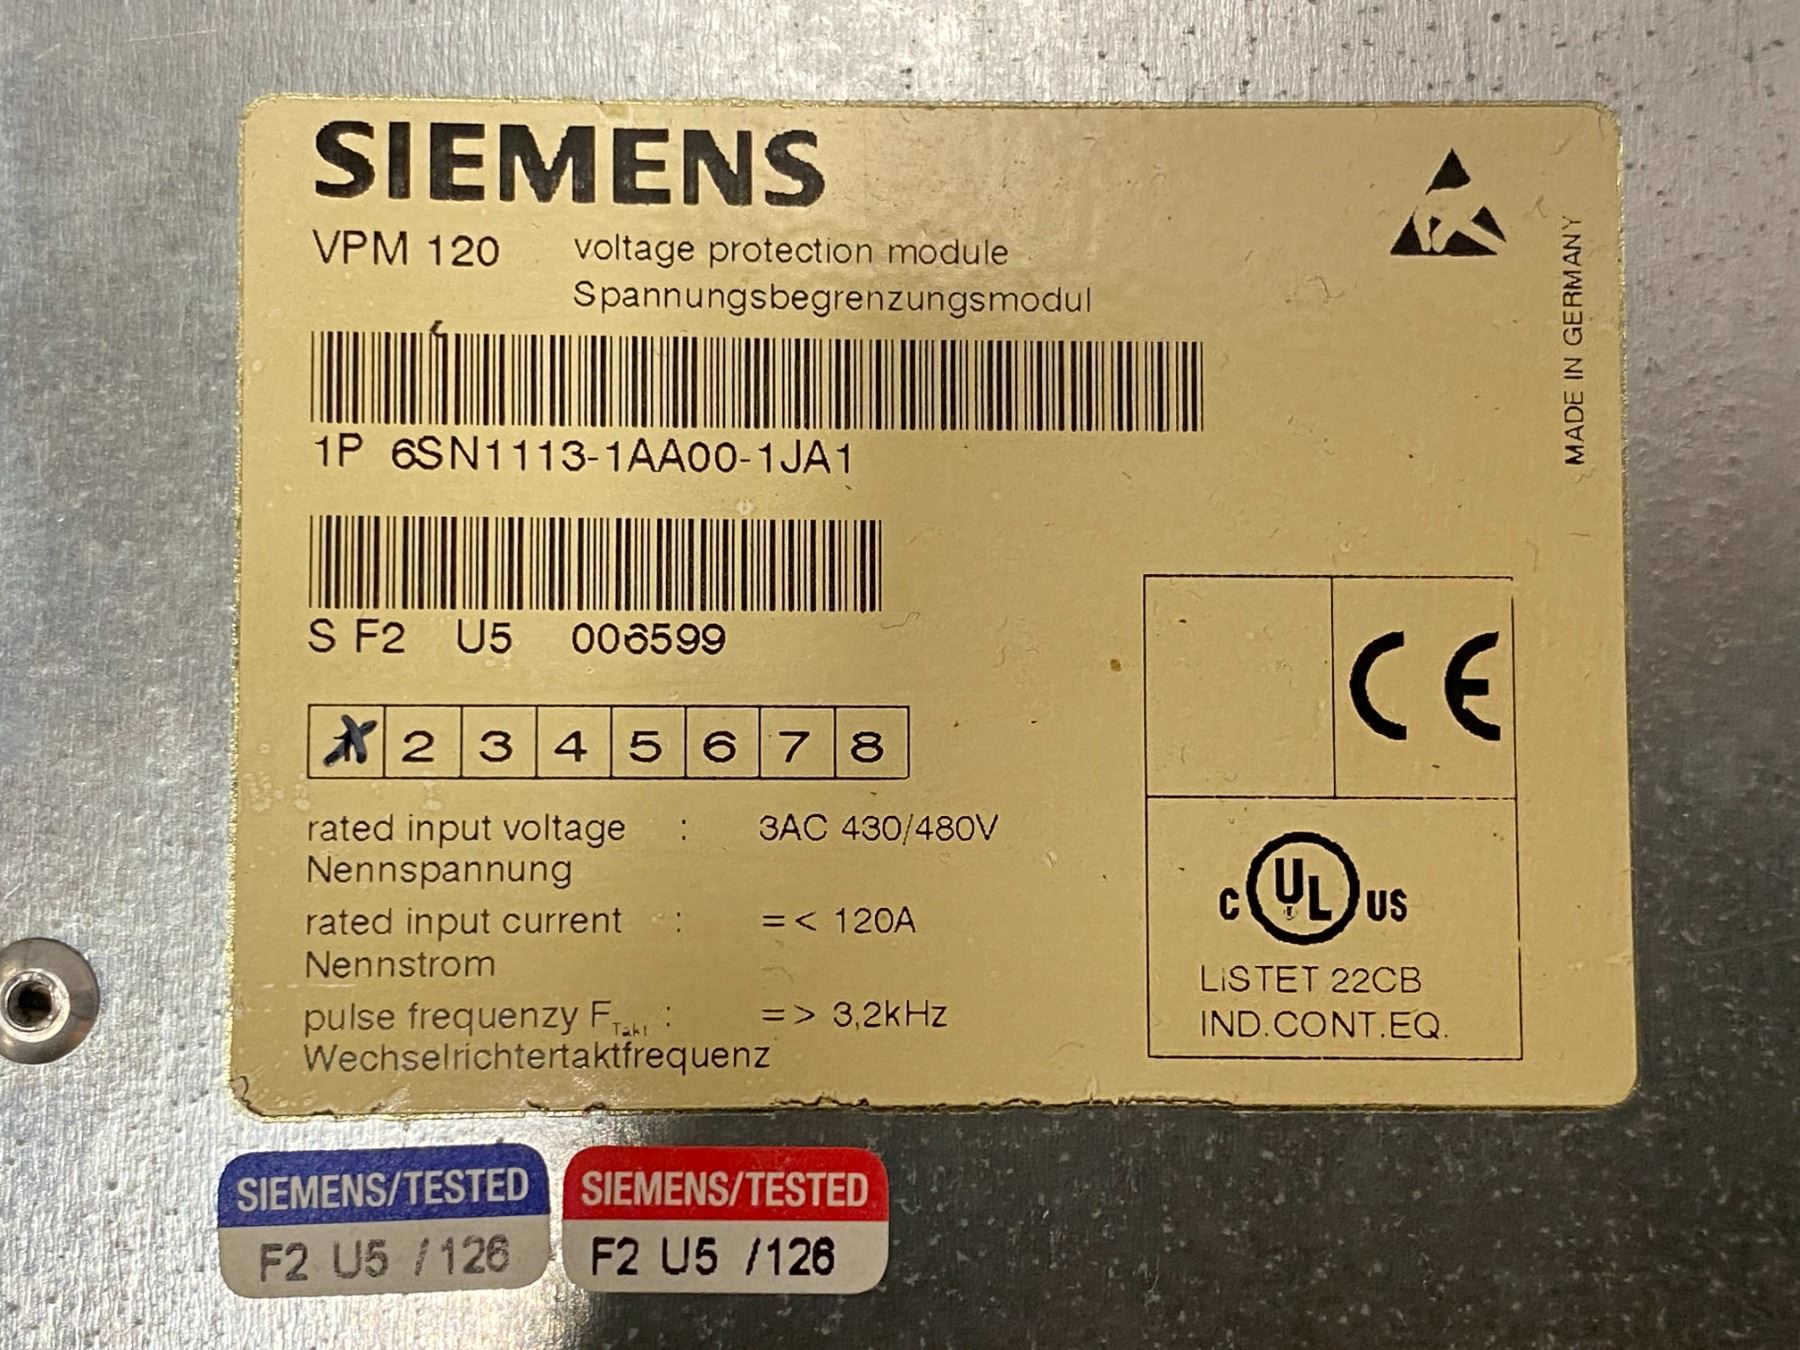 SIEMENS
VPM 120 voltage protection module
Spannungsbegrenzungsmodul
1P 6SN1113-1AA00-1JA1
S F2 U5 006599
2 3 4 5 6 7 8
rated input voltage : 3AC 430/480V
Nennspannung
rated input current : =< 120A
Nennstrom
pulse frequenzy FTakt : => 3,2kHz
Wechselrichtertaktfrequenz
MADE IN GERMANY
CE
C UL US
LISTET 22CB
IND.CONT.EQ.
SIEMENS/TESTED
F2 U5 /126
SIEMENS/TESTED
F2 U5 /126